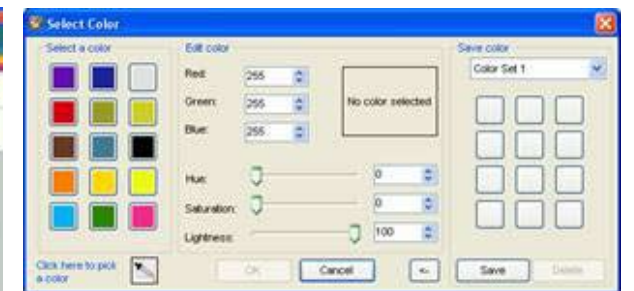 Select Color
Select a color
Edit color
Save color
Red:
255
Green:
255
Blue:
255
No color selected
Color Set 1
Hue:
0
Saturation:
0
Lightness:
100
Click here to pick
a color
OK
Cancel
<-
Save
Delete